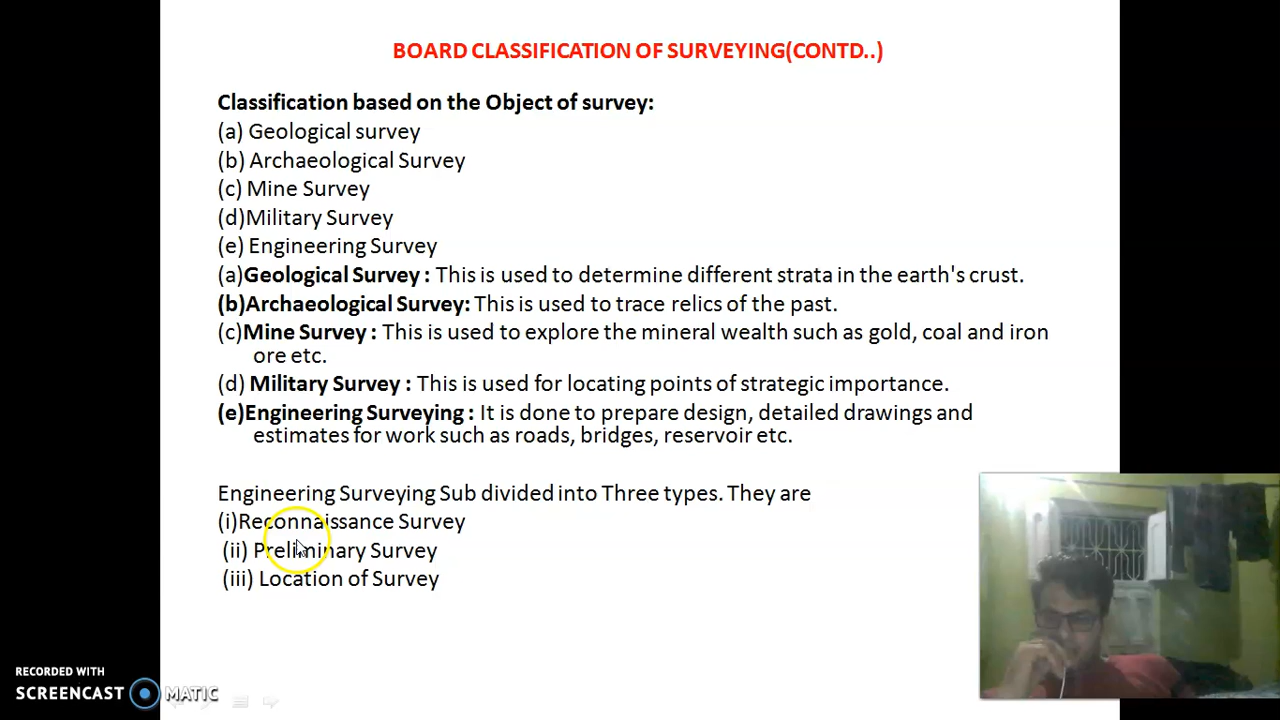 BOARD CLASSIFICATION OF SURVEYING(CONTD..)
Classification based on the Object of survey:
(a) Geological survey
(b) Archaeological Survey
(c) Mine Survey
(d)Military Survey
(e) Engineering Survey
(a)Geological Survey : This is used to determine different strata in the earth's crust.
(b)Archaeological Survey: This is used to trace relics of the past.
(c)Mine Survey : This is used to explore the mineral wealth such as gold, coal and iron
ore etc.
(d) Military Survey : This is used for locating points of strategic importance.
(e)Engineering Surveying : It is done to prepare design, detailed drawings and
estimates for work such as roads, bridges, reservoir etc.
Engineering Surveying Sub divided into Three types. They are
(i)Reconnaissance Survey
(ii) Preliminary Survey
(iii) Location of Survey
RECORDED WITH
SCREENCAST MATIC